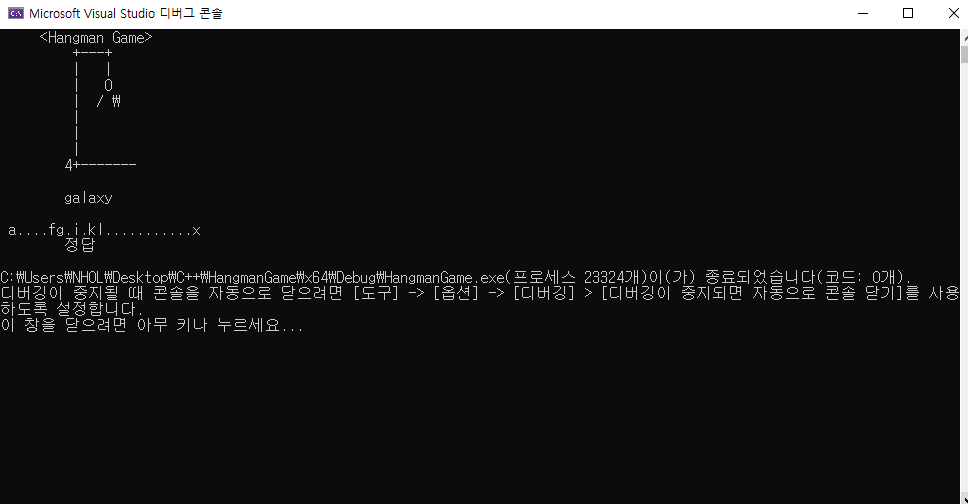 Microsoft Visual Studio 디버그 콘솔
<Hangman Game>
+---+
|   |
|   O
|  / ₩
|
|
|
4+-------
galaxy
a....fg.i.kl...........x
정답
C:₩Users₩NHOL₩Desktop₩C++₩HangmanGame₩x64₩Debug₩HangmanGame.exe(프로세스 23324개)이(가) 종료되었습니다(코드: 0개).
디버깅이 중지될 때 콘솔을 자동으로 닫으려면 [도구] -> [옵션] -> [디버깅] > [디버깅이 중지되면 자동으로 콘솔 닫기]를 사용
하도록 설정합니다.
이 창을 닫으려면 아무 키나 누르세요...